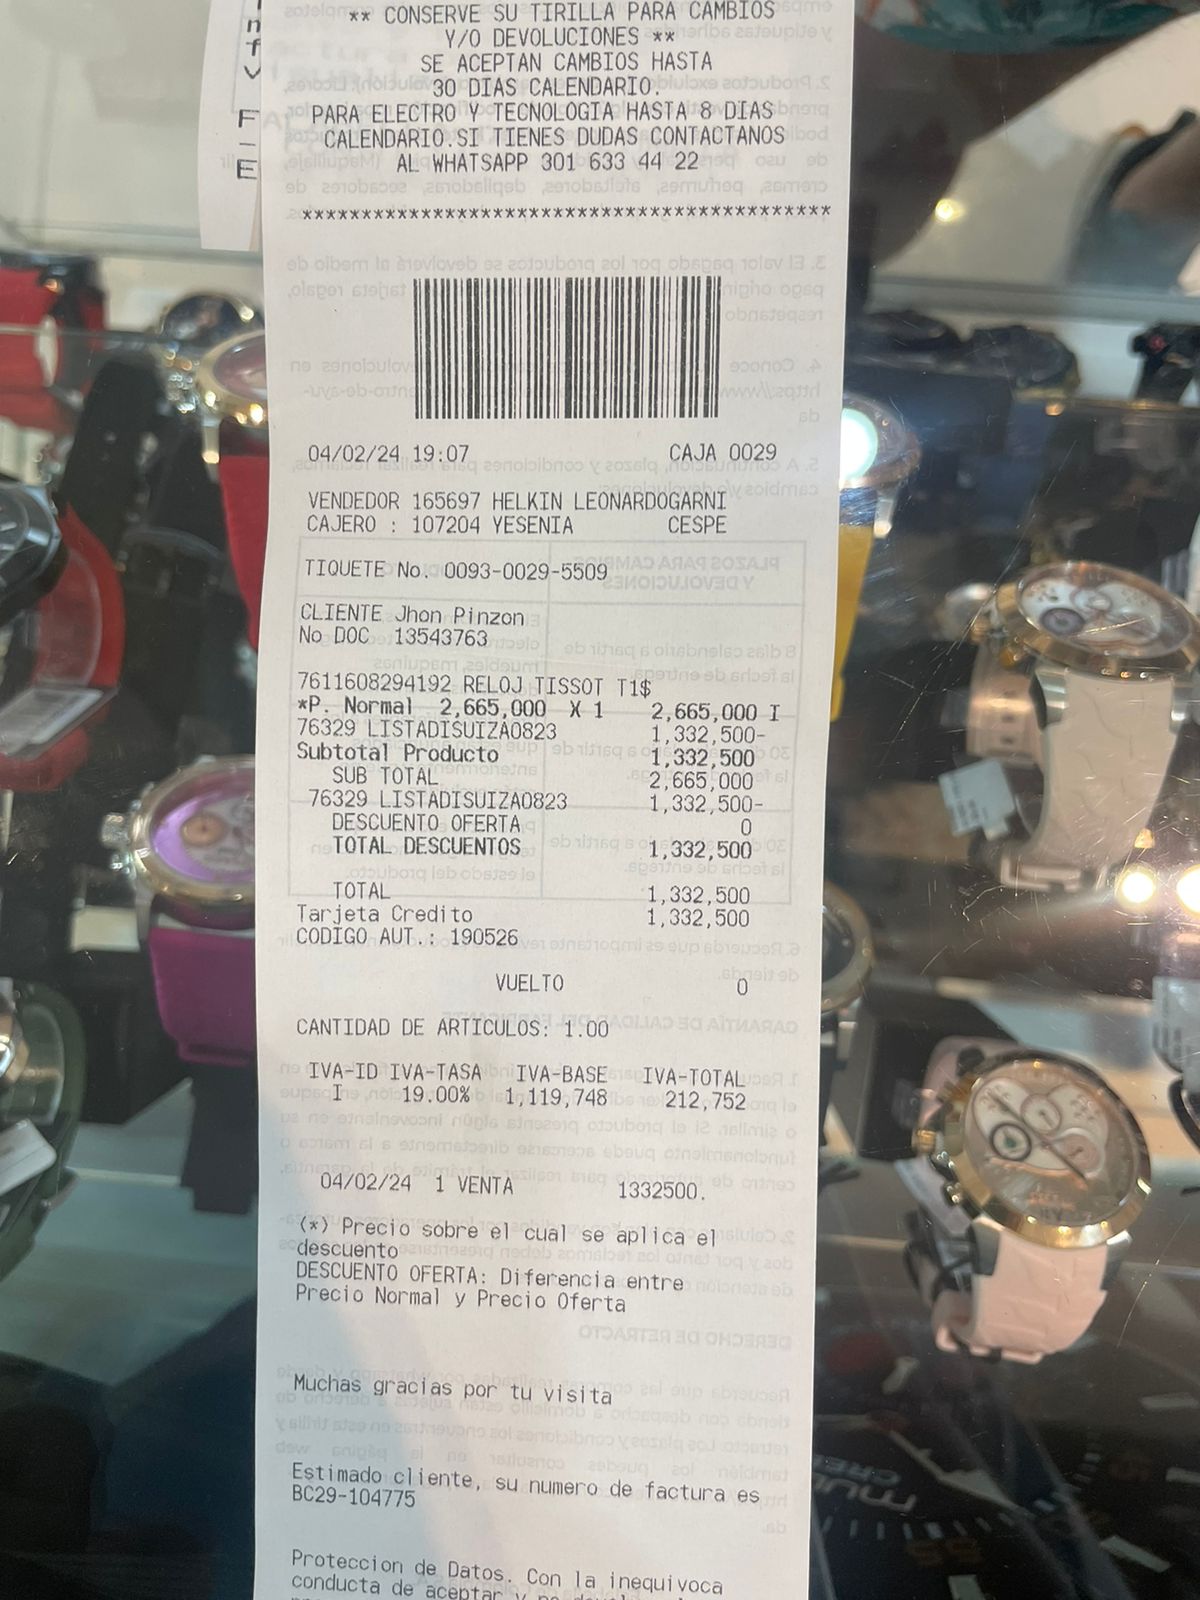 ** CONSERVE SU TIRILLA PARA CAMBIOS
Y/O DEVOLUCIONES **
SE ACEPTAN CAMBIOS HASTA
30 DIAS CALENDARIO.
PARA ELECTRO Y TECNOLOGIA HASTA 8 DIAS
CALENDARIO.SI TIENES DUDAS CONTACTANOS
AL WHATSAPP 301 633 44 22
********************************************
04/02/24 19:07 CAJA 0029
VENDEDOR 165697 HELKIN LEONARDOGARNI
CAJERO : 107204 YESENIA CESPE
TIQUETE No. 0093-0029-5509
CLIENTE Jhon Pinzon
No DOC 13543763
7611608294192 RELOJ TISSOT T1$
*P. Normal 2,665,000 X 1 2,665,000 I
76329 LISTADISUIZA0823 1,332,500-
Subtotal Producto 1,332,500
SUB TOTAL 2,665,000
76329 LISTADISUIZA0823 1,332,500-
DESCUENTO OFERTA 0
TOTAL DESCUENTOS 1,332,500
TOTAL 1,332,500
Tarjeta Credito 1,332,500
CODIGO AUT.: 190526
VUELTO 0
CANTIDAD DE ARTICULOS: 1.00
IVA-ID IVA-TASA IVA-BASE IVA-TOTAL
I 19.00% 1,119,748 212,752
04/02/24 1 VENTA 1332500.
(*) Precio sobre el cual se aplica el
descuento
DESCUENTO OFERTA: Diferencia entre
Precio Normal y Precio Oferta
Muchas gracias por tu visita
Estimado cliente, su numero de factura es
BC29-104775
Proteccion de Datos. Con la inequivoca
conducta de aceptar y no